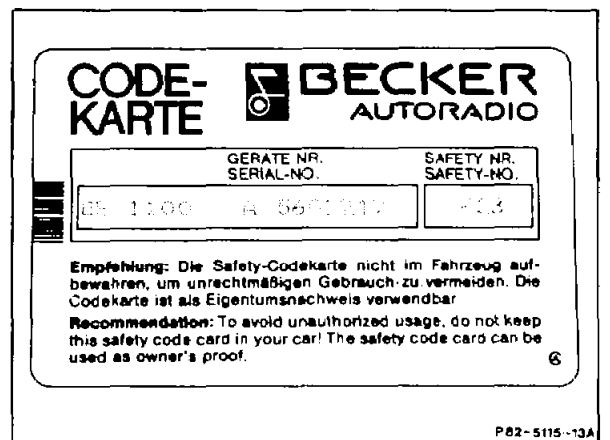 CODE-
KARTE
BECKER
AUTORADIO
GERÄTE NR.
SERIAL-NO.
SAFETY NR.
SAFETY-NO.
1100 A
Empfehlung: Die Safety-Codekarte nicht im Fahrzeug auf-
bewahren, um unrechtmäßigen Gebrauch zu vermeiden. Die
Codekarte ist als Eigentumsnachweis verwendbar
Recommendation: To avoid unauthorized usage, do not keep
this safety code card in your car! The safety code card can be
used as owner's proof.
P82-5115-13A